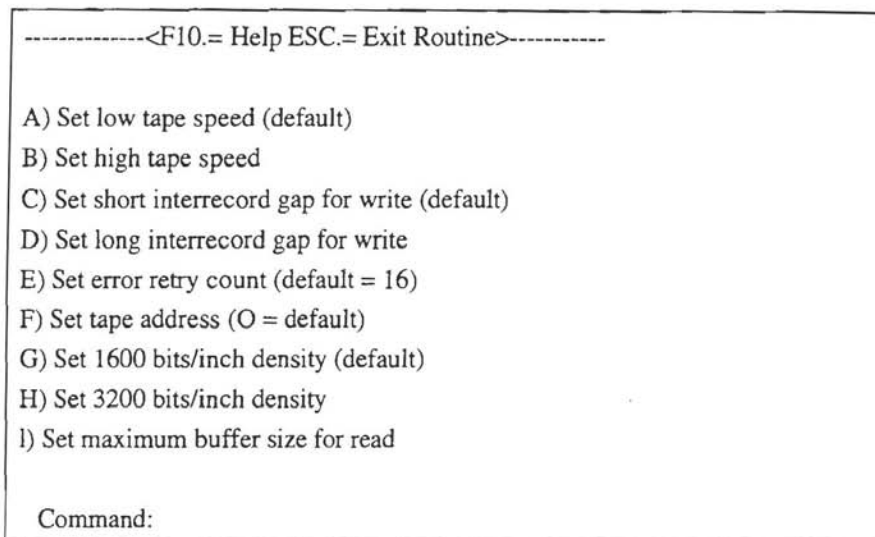 --------------<F10.= Help ESC.= Exit Routine>-----------
A) Set low tape speed (default)
B) Set high tape speed
C) Set short interrecord gap for write (default)
D) Set long interrecord gap for write
E) Set error retry count (default = 16)
F) Set tape address (O = default)
G) Set 1600 bits/inch density (default)
H) Set 3200 bits/inch density
l) Set maximum buffer size for read
Command: